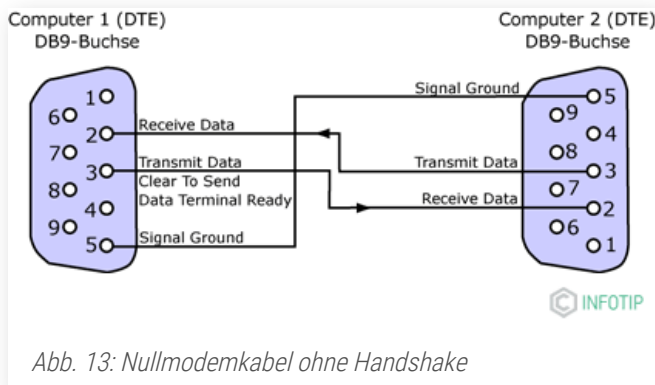 Computer 1 (DTE)
DB9-Buchse
Computer 2 (DTE)
DB9-Buchse
1
6
2
7
3
8
4
9
5
Receive Data
Transmit Data
Clear To Send
Data Terminal Ready
Signal Ground
Signal Ground
Transmit Data
Receive Data
5
9
4
8
3
7
2
6
1
C INFOTIP
Abb. 13: Nullmodemkabel ohne Handshake